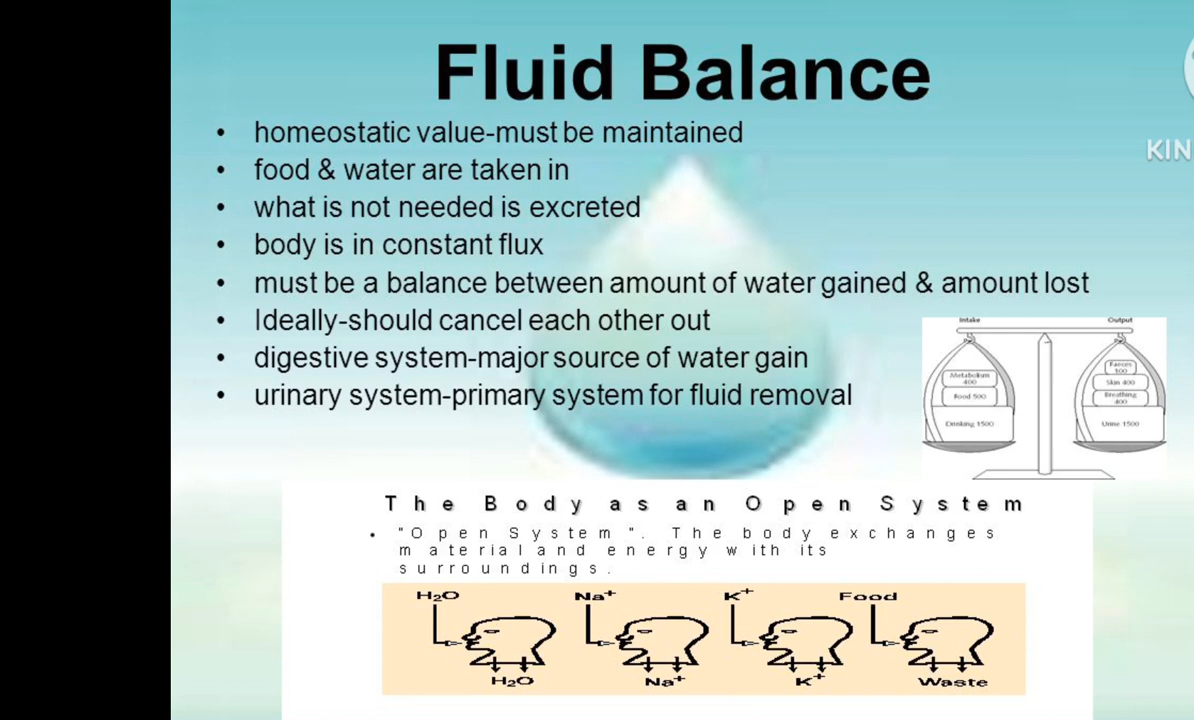 Fluid Balance
KIN
• homeostatic value-must be maintained
• food & water are taken in
• what is not needed is excreted
• body is in constant flux
• must be a balance between amount of water gained & amount lost
• Ideally-should cancel each other out
• digestive system-major source of water gain
• urinary system-primary system for fluid removal
Intake Output
Metabolism
400
Food 500
Drinking 1500
Faeces
100
Skin 400
Breathing
400
Urine 1500
The Body as an Open System
• "Open System". The body exchanges
material and energy with its
surroundings.
H₂O Na⁺ K⁺ Food
H₂O Na⁺ K⁺ Waste